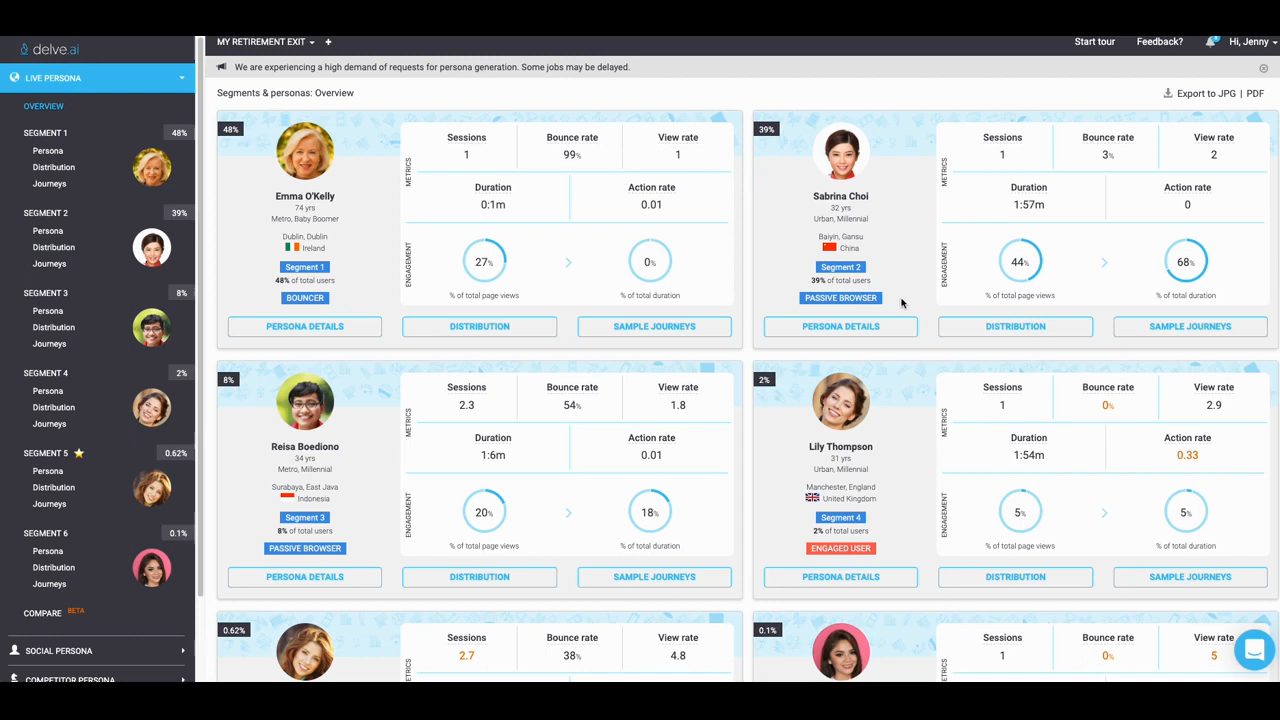 delve.ai
MY RETIREMENT EXIT +
Start tour Feedback? Hi, Jenny
LIVE PERSONA
We are experiencing a high demand of requests for persona generation. Some jobs may be delayed.
OVERVIEW
Segments & personas: Overview
Export to JPG | PDF
SEGMENT 1 48%
Persona
Distribution
Journeys
SEGMENT 2 39%
Persona
Distribution
Journeys
SEGMENT 3 8%
Persona
Distribution
Journeys
SEGMENT 4 2%
Persona
Distribution
Journeys
SEGMENT 5 0.62%
Persona
Distribution
Journeys
SEGMENT 6 0.1%
Persona
Distribution
Journeys
COMPARE BETA
SOCIAL PERSONA
COMPETITOR PERSONA
48%
Emma O'Kelly
74 yrs
Metro, Baby Boomer
Dublin, Dublin
Ireland
Segment 1
48% of total users
BOUNCER
METRICS
Sessions Bounce rate View rate
1 99% 1
Duration Action rate
0:1m 0.01
ENGAGEMENT
27% > 0%
% of total page views % of total duration
PERSONA DETAILS DISTRIBUTION SAMPLE JOURNEYS
39%
Sabrina Choi
32 yrs
Urban, Millennial
Baiyin, Gansu
China
Segment 2
39% of total users
PASSIVE BROWSER
METRICS
Sessions Bounce rate View rate
1 3% 2
Duration Action rate
1:57m 0
ENGAGEMENT
44% > 68%
% of total page views % of total duration
PERSONA DETAILS DISTRIBUTION SAMPLE JOURNEYS
8%
Reisa Boediono
34 yrs
Metro, Millennial
Surabaya, East Java
Indonesia
Segment 3
8% of total users
PASSIVE BROWSER
METRICS
Sessions Bounce rate View rate
2.3 54% 1.8
Duration Action rate
1:6m 0.01
ENGAGEMENT
20% > 18%
% of total page views % of total duration
PERSONA DETAILS DISTRIBUTION SAMPLE JOURNEYS
2%
Lily Thompson
31 yrs
Urban, Millennial
Manchester, England
United Kingdom
Segment 4
2% of total users
ENGAGED USER
METRICS
Sessions Bounce rate View rate
1 0% 2.9
Duration Action rate
1:54m 0.33
ENGAGEMENT
5% > 5%
% of total page views % of total duration
PERSONA DETAILS DISTRIBUTION SAMPLE JOURNEYS
0.62%
Sessions Bounce rate View rate
2.7 38% 4.8
0.1%
Sessions Bounce rate View rate
1 0% 5